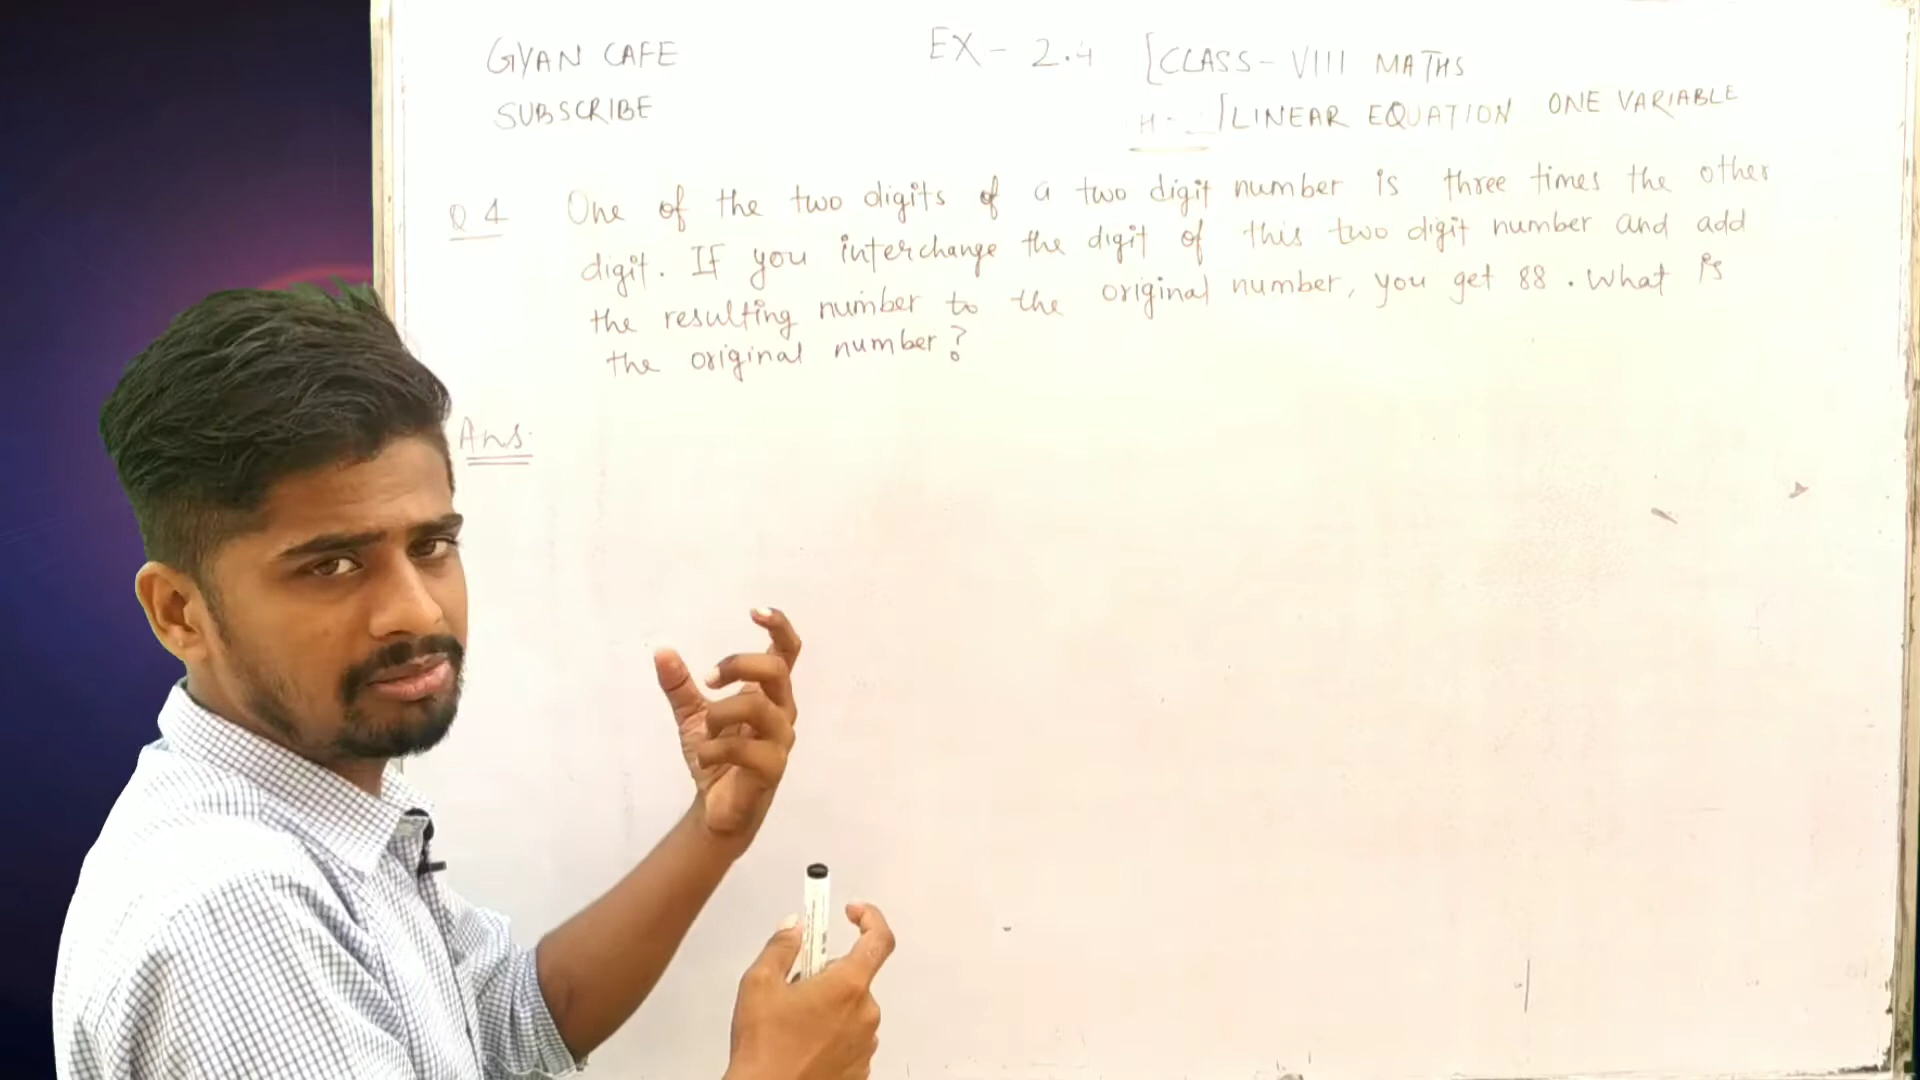 GYAN CAFE
SUBSCRIBE
EX - 2.4 [CLASS - VIII MATHS
[LINEAR EQUATION ONE VARIABLE
Q 4 One of the two digits of a two digit number is three times the other
digit. If you interchange the digit of this two digit number and add
the resulting number to the original number, you get 88. What is
the original number?
Ans.